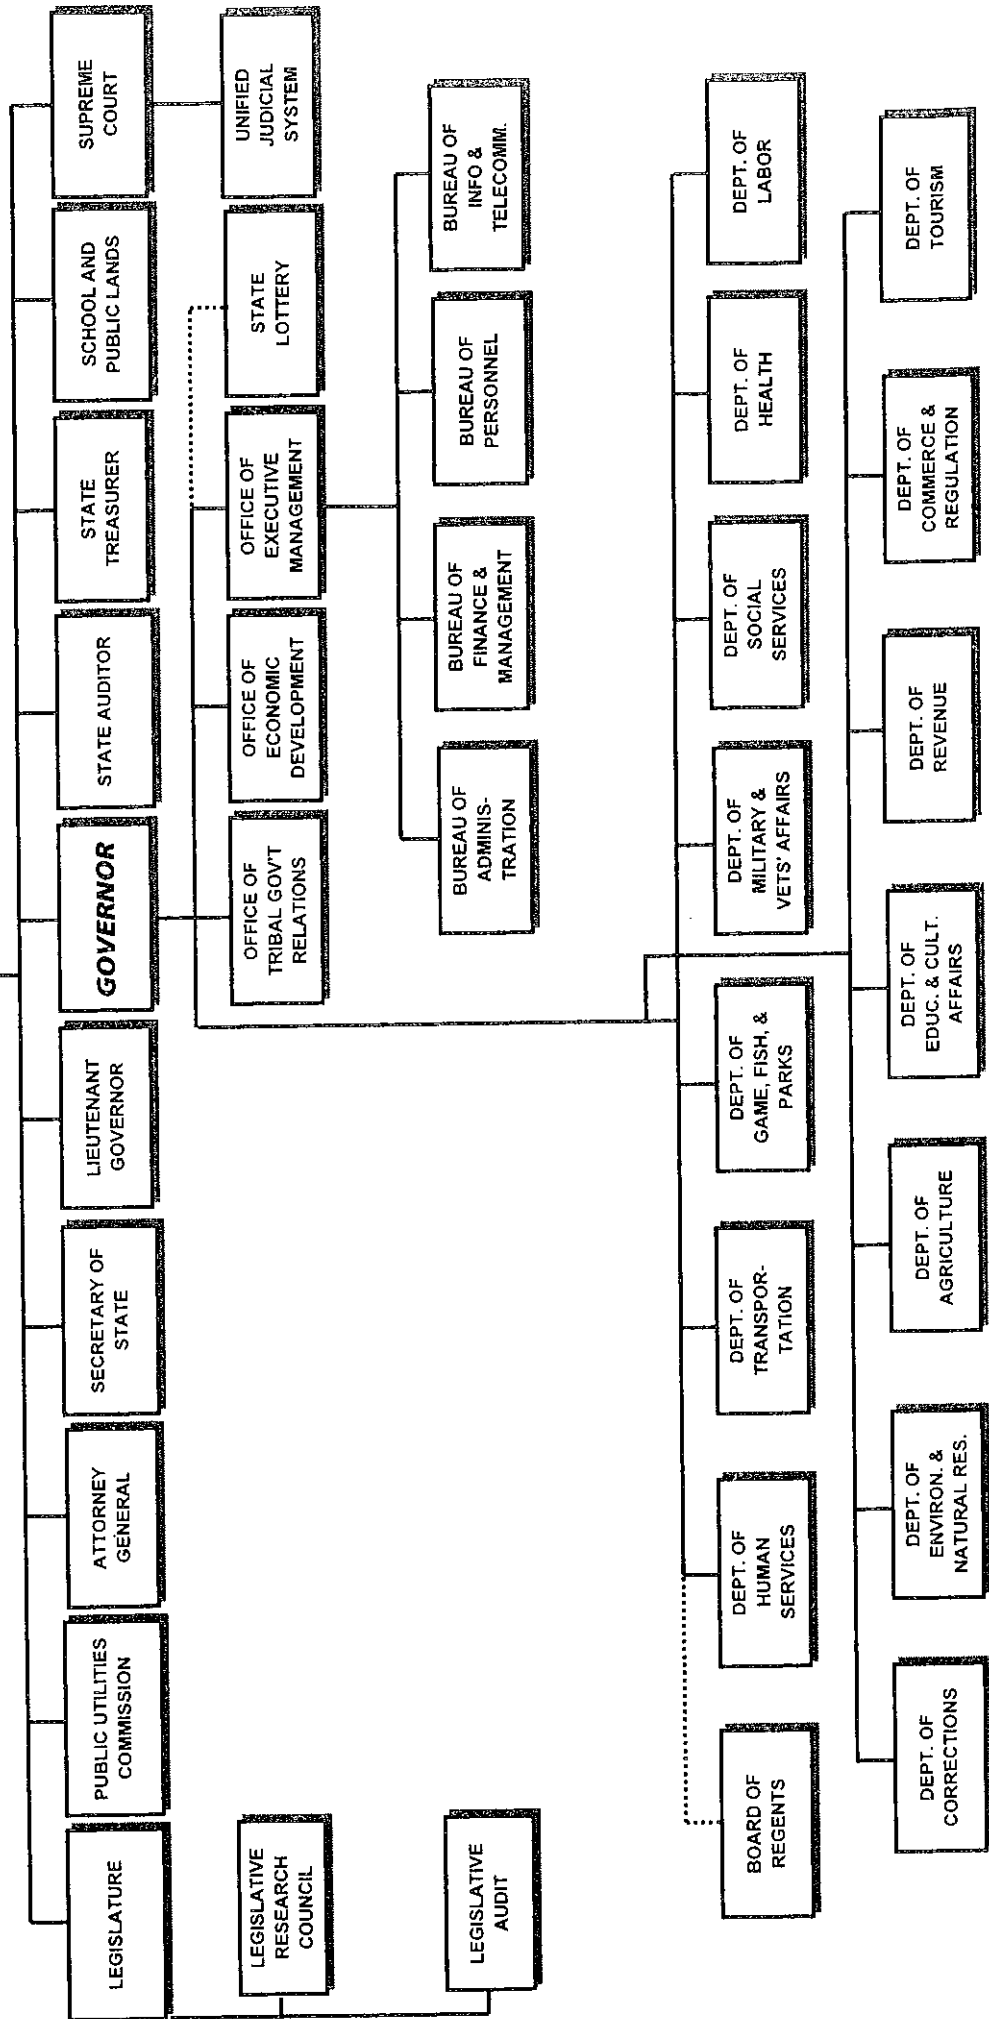 LEGISLATURE
PUBLIC UTILITIES
COMMISSION
ATTORNEY
GENERAL
SECRETARY OF
STATE
LIEUTENANT
GOVERNOR
GOVERNOR
STATE AUDITOR
STATE
TREASURER
SCHOOL AND
PUBLIC LANDS
SUPREME
COURT
LEGISLATIVE
RESEARCH
COUNCIL
OFFICE OF
TRIBAL GOV'T
RELATIONS
OFFICE OF
ECONOMIC
DEVELOPMENT
OFFICE OF
EXECUTIVE
MANAGEMENT
STATE
LOTTERY
UNIFIED
JUDICIAL
SYSTEM
LEGISLATIVE
AUDIT
BUREAU OF
ADMINIS-
TRATION
BUREAU OF
FINANCE &
MANAGEMENT
BUREAU OF
PERSONNEL
BUREAU OF
INFO &
TELECOMM.
BOARD OF
REGENTS
DEPT. OF
HUMAN
SERVICES
DEPT. OF
TRANSPOR-
TATION
DEPT. OF
GAME, FISH, &
PARKS
DEPT. OF
MILITARY &
VETS' AFFAIRS
DEPT. OF
SOCIAL
SERVICES
DEPT. OF
HEALTH
DEPT. OF
LABOR
DEPT. OF
CORRECTIONS
DEPT. OF
ENVIRON. &
NATURAL RES.
DEPT. OF
AGRICULTURE
DEPT. OF
EDUC. & CULT.
AFFAIRS
DEPT. OF
REVENUE
DEPT. OF
COMMERCE &
REGULATION
DEPT. OF
TOURISM